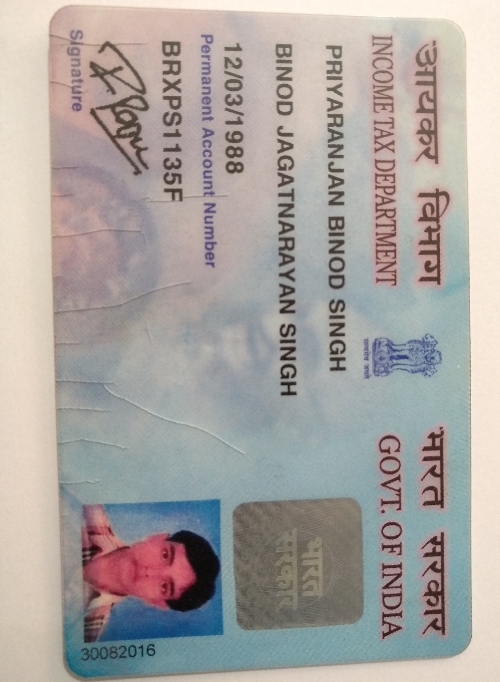 आयकर विभाग
INCOME TAX DEPARTMENT
भारत सरकार
GOVT. OF INDIA
सत्यमेव जयते
PRIYARANJAN BINOD SINGH
BINOD JAGATNARAYAN SINGH
12/03/1988
Permanent Account Number
BRXPS1135F
Signature
भारत
सरकार
30082016